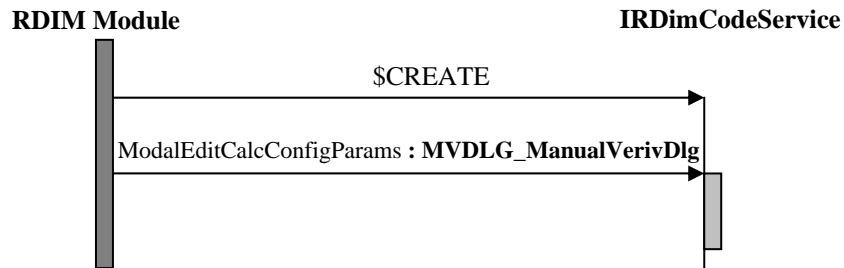 RDIM Module
IRDimCodeService
$CREATE
ModalEditCalcConfigParams : MVDLG_ManualVerivDlg